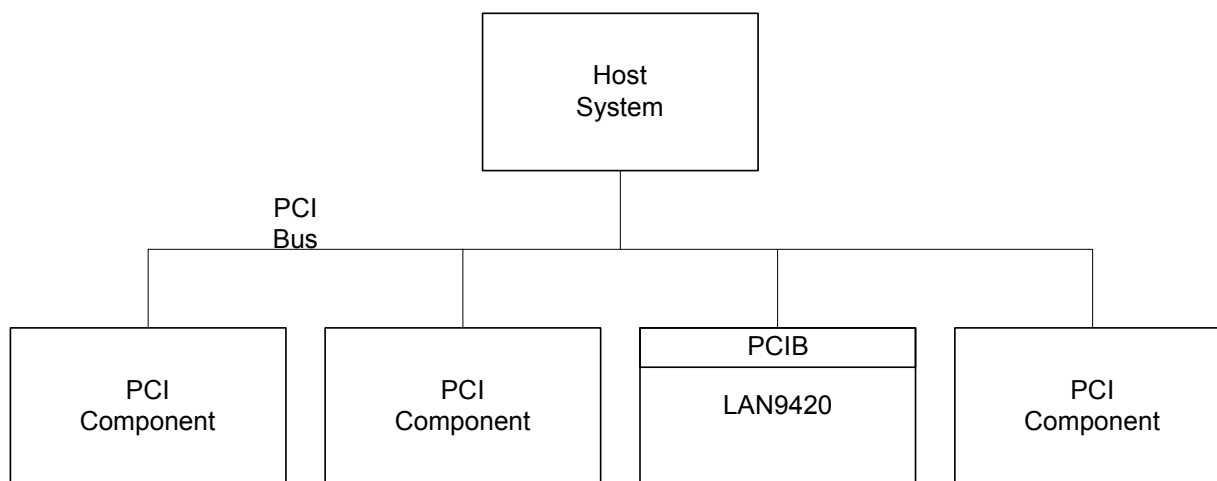 Host
System
PCI
Bus
PCI
Component
PCI
Component
PCIB
LAN9420
PCI
Component